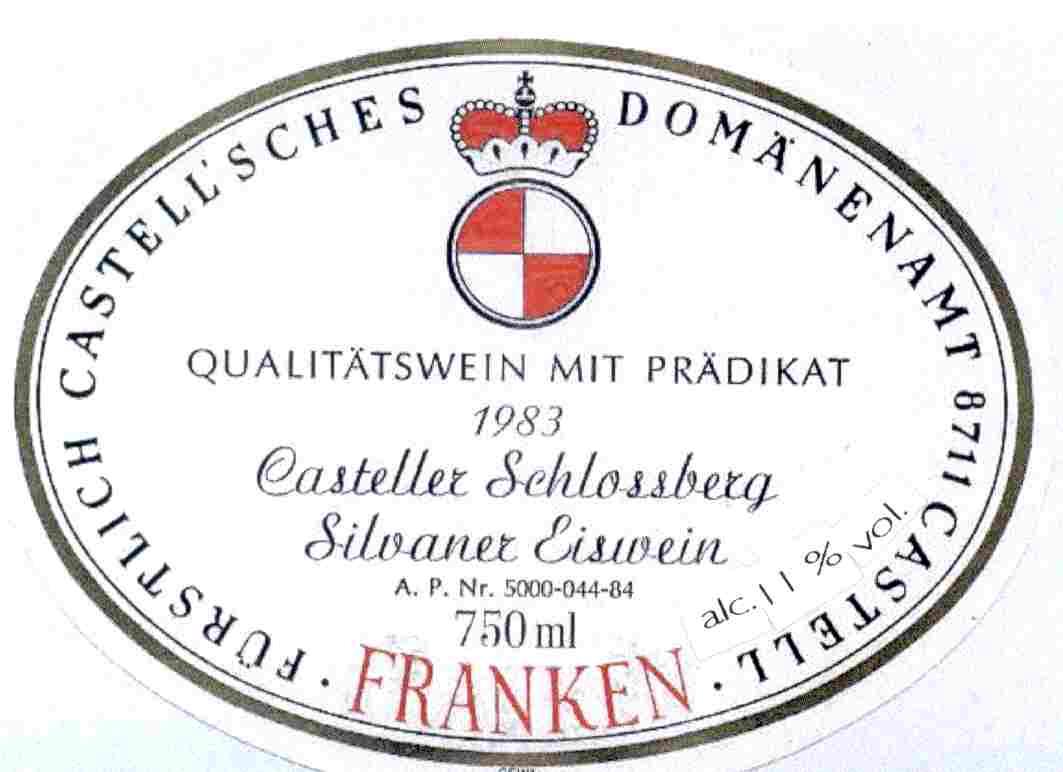 FÜRSTLICH CASTELL'SCHES DOMÄNENAMT 8711 CASTELL
QUALITÄTSWEIN MIT PRÄDIKAT
1983
Casteller Schlossberg
Silvaner Eiswein
A. P. Nr. 5000-044-84
750 ml
alc. 11 % vol.
FRANKEN